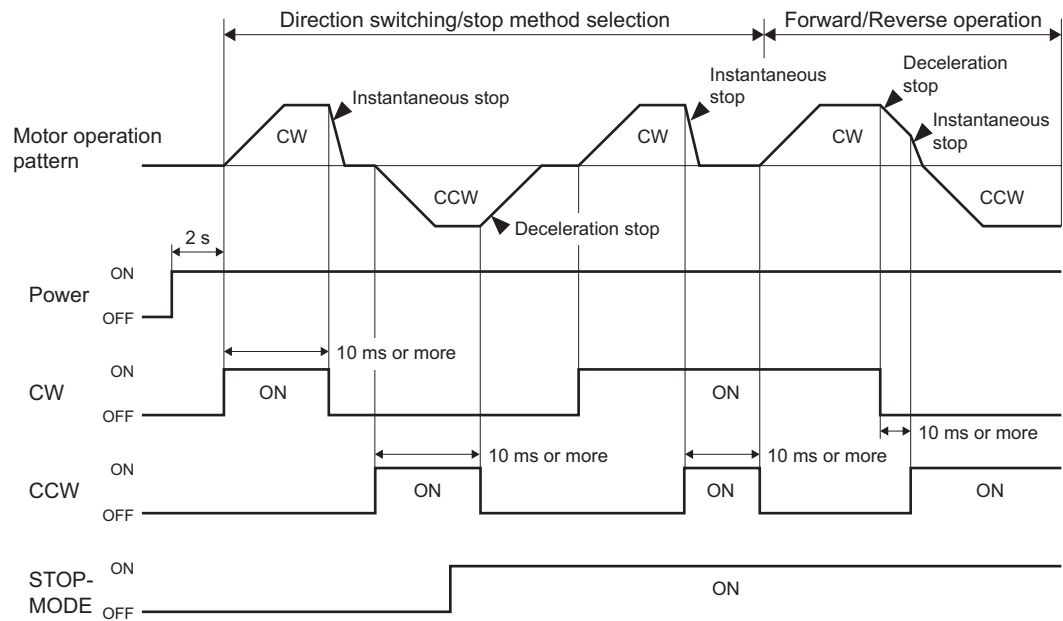 Direction switching/stop method selection
Forward/Reverse operation
Motor operation
pattern
CW
Instantaneous stop
CCW
Deceleration stop
CW
Instantaneous
stop
CW
Deceleration
stop
Instantaneous
stop
CCW
2 s
Power
ON
OFF
10 ms or more
CW
ON
OFF
ON
ON
10 ms or more
10 ms or more
10 ms or more
CCW
ON
OFF
ON
ON
ON
STOP-
MODE
ON
OFF
ON